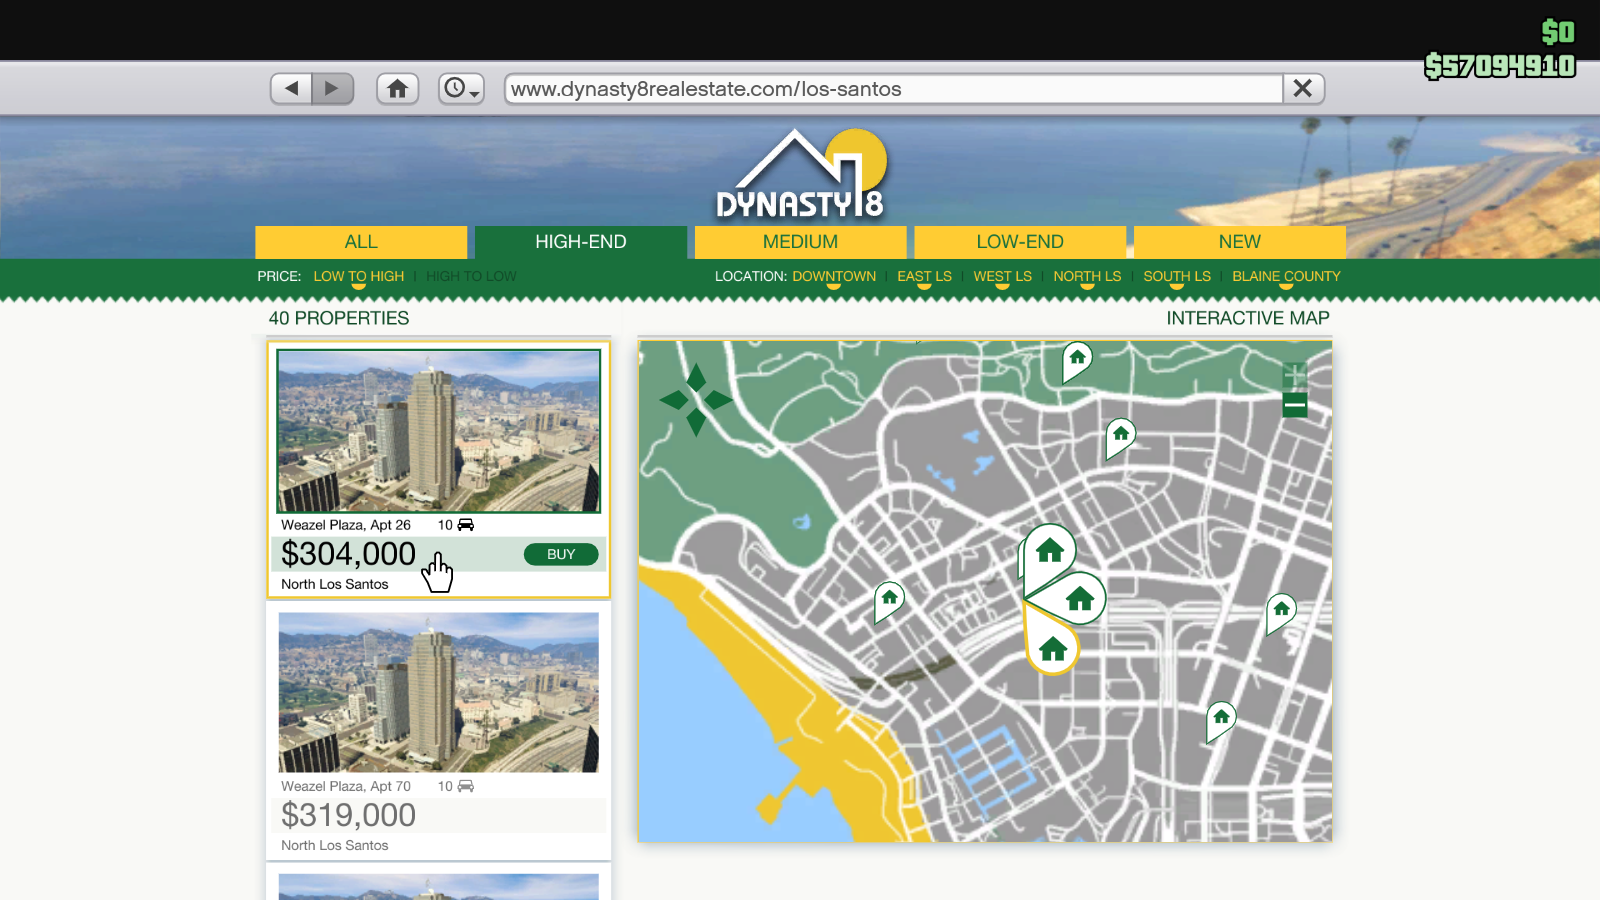 $0
$57094910
www.dynasty8realestate.com/los-santos
DYNASTY 8
ALL HIGH-END MEDIUM LOW-END NEW
PRICE: LOW TO HIGH | HIGH TO LOW LOCATION: DOWNTOWN | EAST LS | WEST LS | NORTH LS | SOUTH LS | BLAINE COUNTY
40 PROPERTIES INTERACTIVE MAP
Weazel Plaza, Apt 26 10
$304,000 BUY
North Los Santos
Weazel Plaza, Apt 70 10
$319,000
North Los Santos